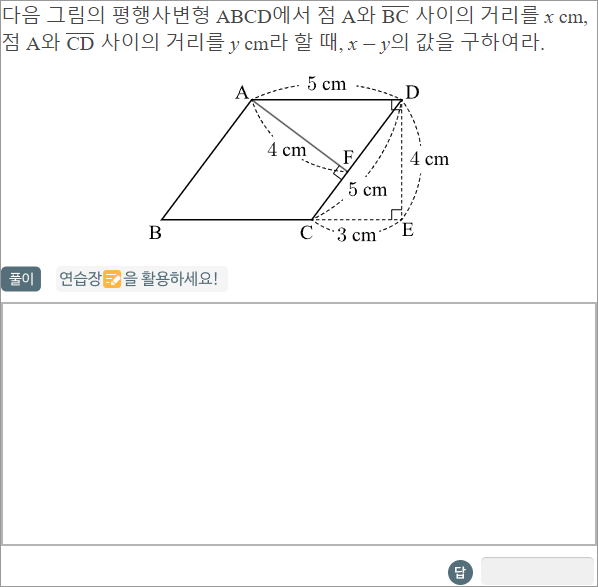 다음 그림의 평행사변형 ABCD에서 점 A와 BC 사이의 거리를 x cm,
점 A와 CD 사이의 거리를 y cm라 할 때, x − y의 값을 구하여라.
5 cm
A
D
4 cm
F
4 cm
5 cm
B
C
3 cm
E
풀이
연습장을 활용하세요!
답